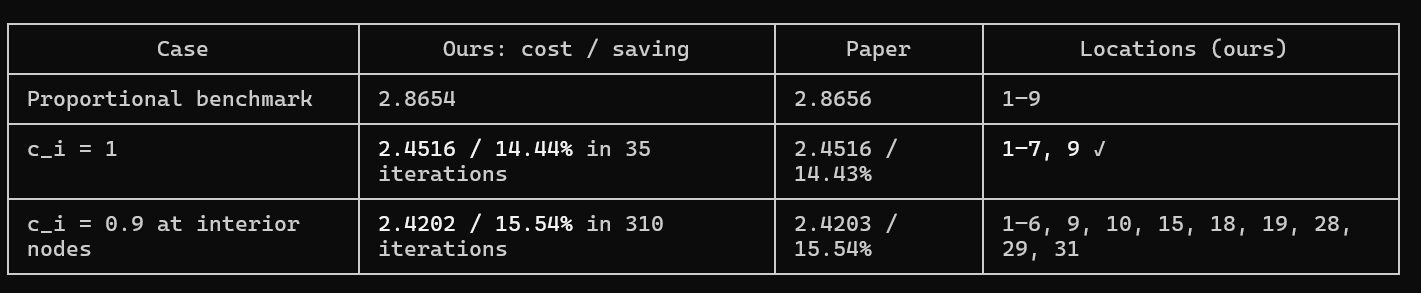 Case Ours: cost / saving Paper Locations (ours)
Proportional benchmark 2.8654 2.8656 1–9
c_i = 1 2.4516 / 14.44% in 35 2.4516 / 1–7, 9 ✓
iterations 14.43%
c_i = 0.9 at interior 2.4202 / 15.54% in 310 2.4203 / 1–6, 9, 10, 15, 18, 19, 28,
nodes iterations 15.54% 29, 31